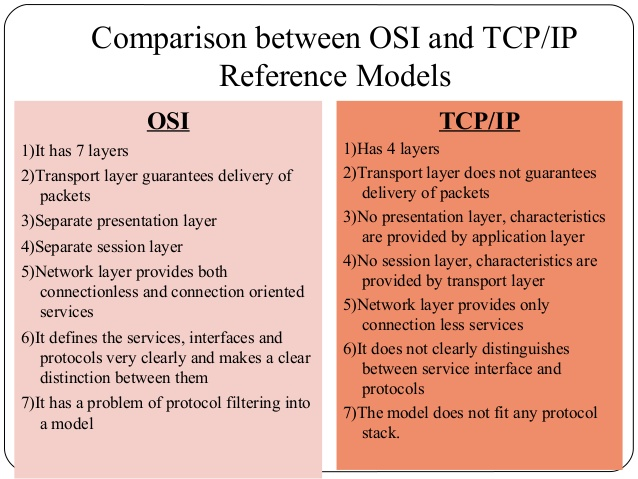 Comparison between OSI and TCP/IP
Reference Models
OSI
1)It has 7 layers
2)Transport layer guarantees delivery of
packets
3)Separate presentation layer
4)Separate session layer
5)Network layer provides both
connectionless and connection oriented
services
6)It defines the services, interfaces and
protocols very clearly and makes a clear
distinction between them
7)It has a problem of protocol filtering into
a model
TCP/IP
1)Has 4 layers
2)Transport layer does not guarantees
delivery of packets
3)No presentation layer, characteristics
are provided by application layer
4)No session layer, characteristics are
provided by transport layer
5)Network layer provides only
connection less services
6)It does not clearly distinguishes
between service interface and
protocols
7)The model does not fit any protocol
stack.